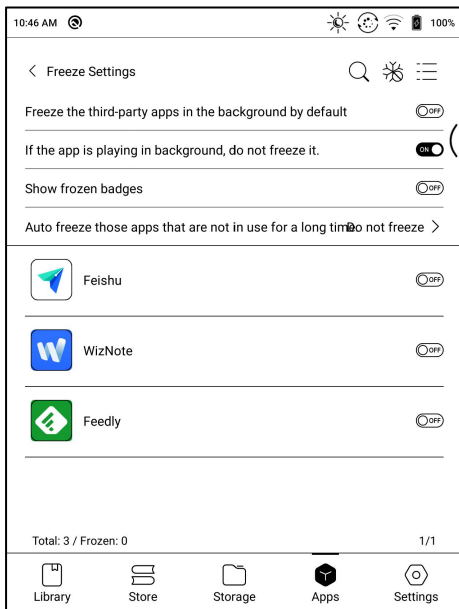 10:46 AM 100%
Freeze Settings
Freeze the third-party apps in the background by default OFF
If the app is playing in background, do not freeze it. ON
Show frozen badges OFF
Auto freeze those apps that are not in use for a long time Do not freeze
Feishu OFF
WizNote OFF
Feedly OFF
Total: 3 / Frozen: 0 1/1
Library Store Storage Apps Settings